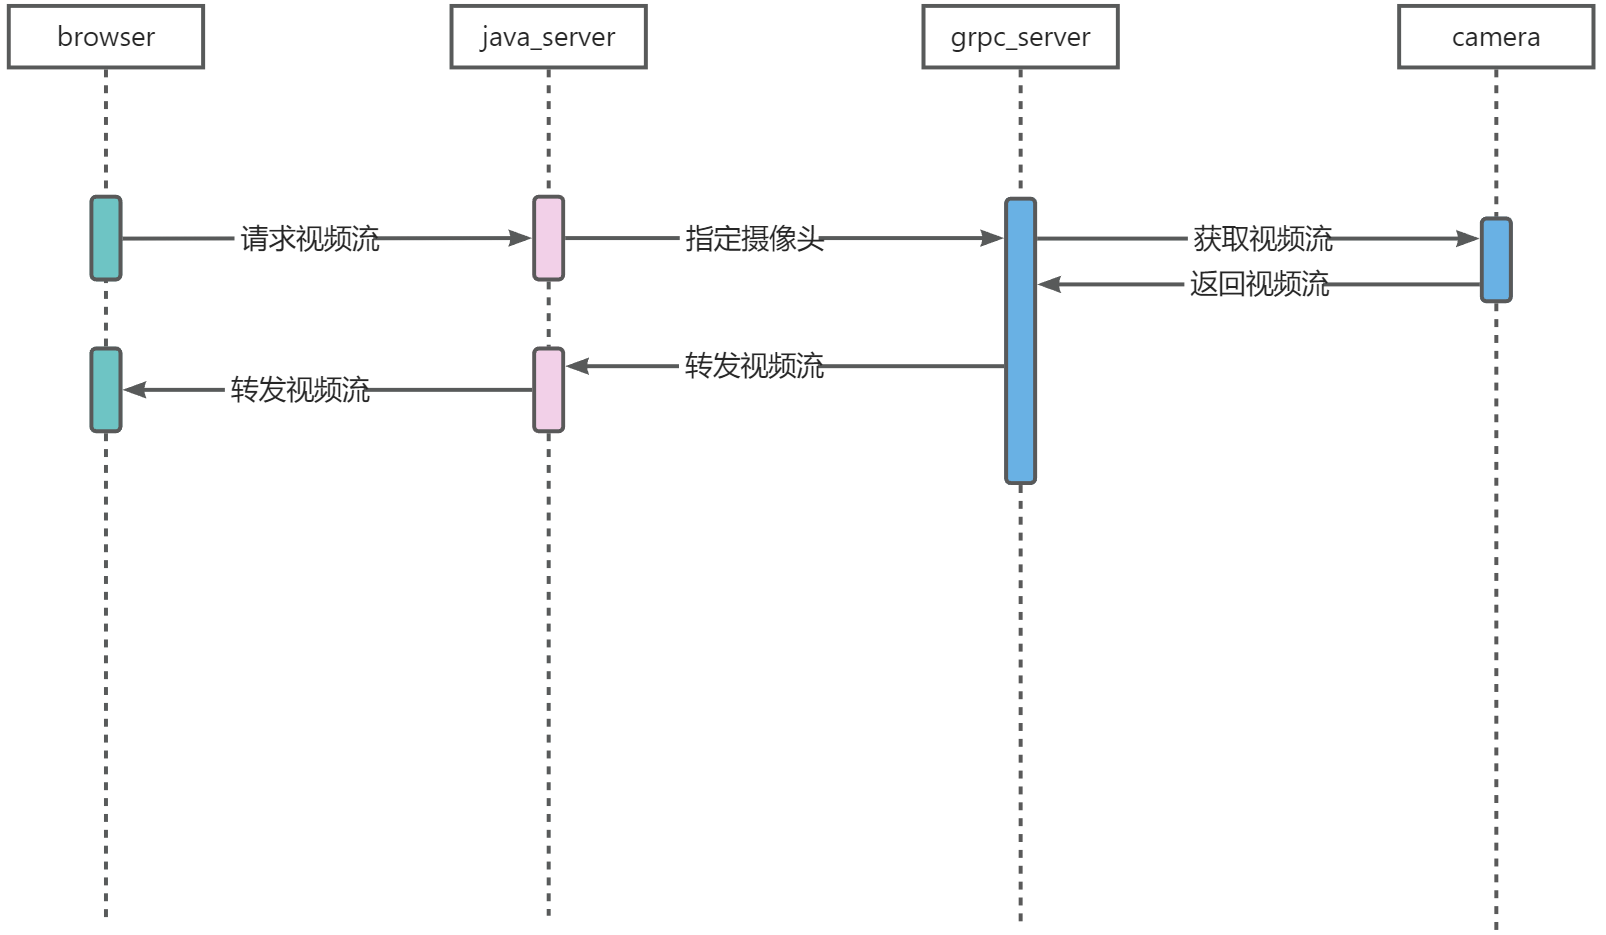 browser
java_server
grpc_server
camera
请求视频流
指定摄像头
获取视频流
返回视频流
转发视频流
转发视频流